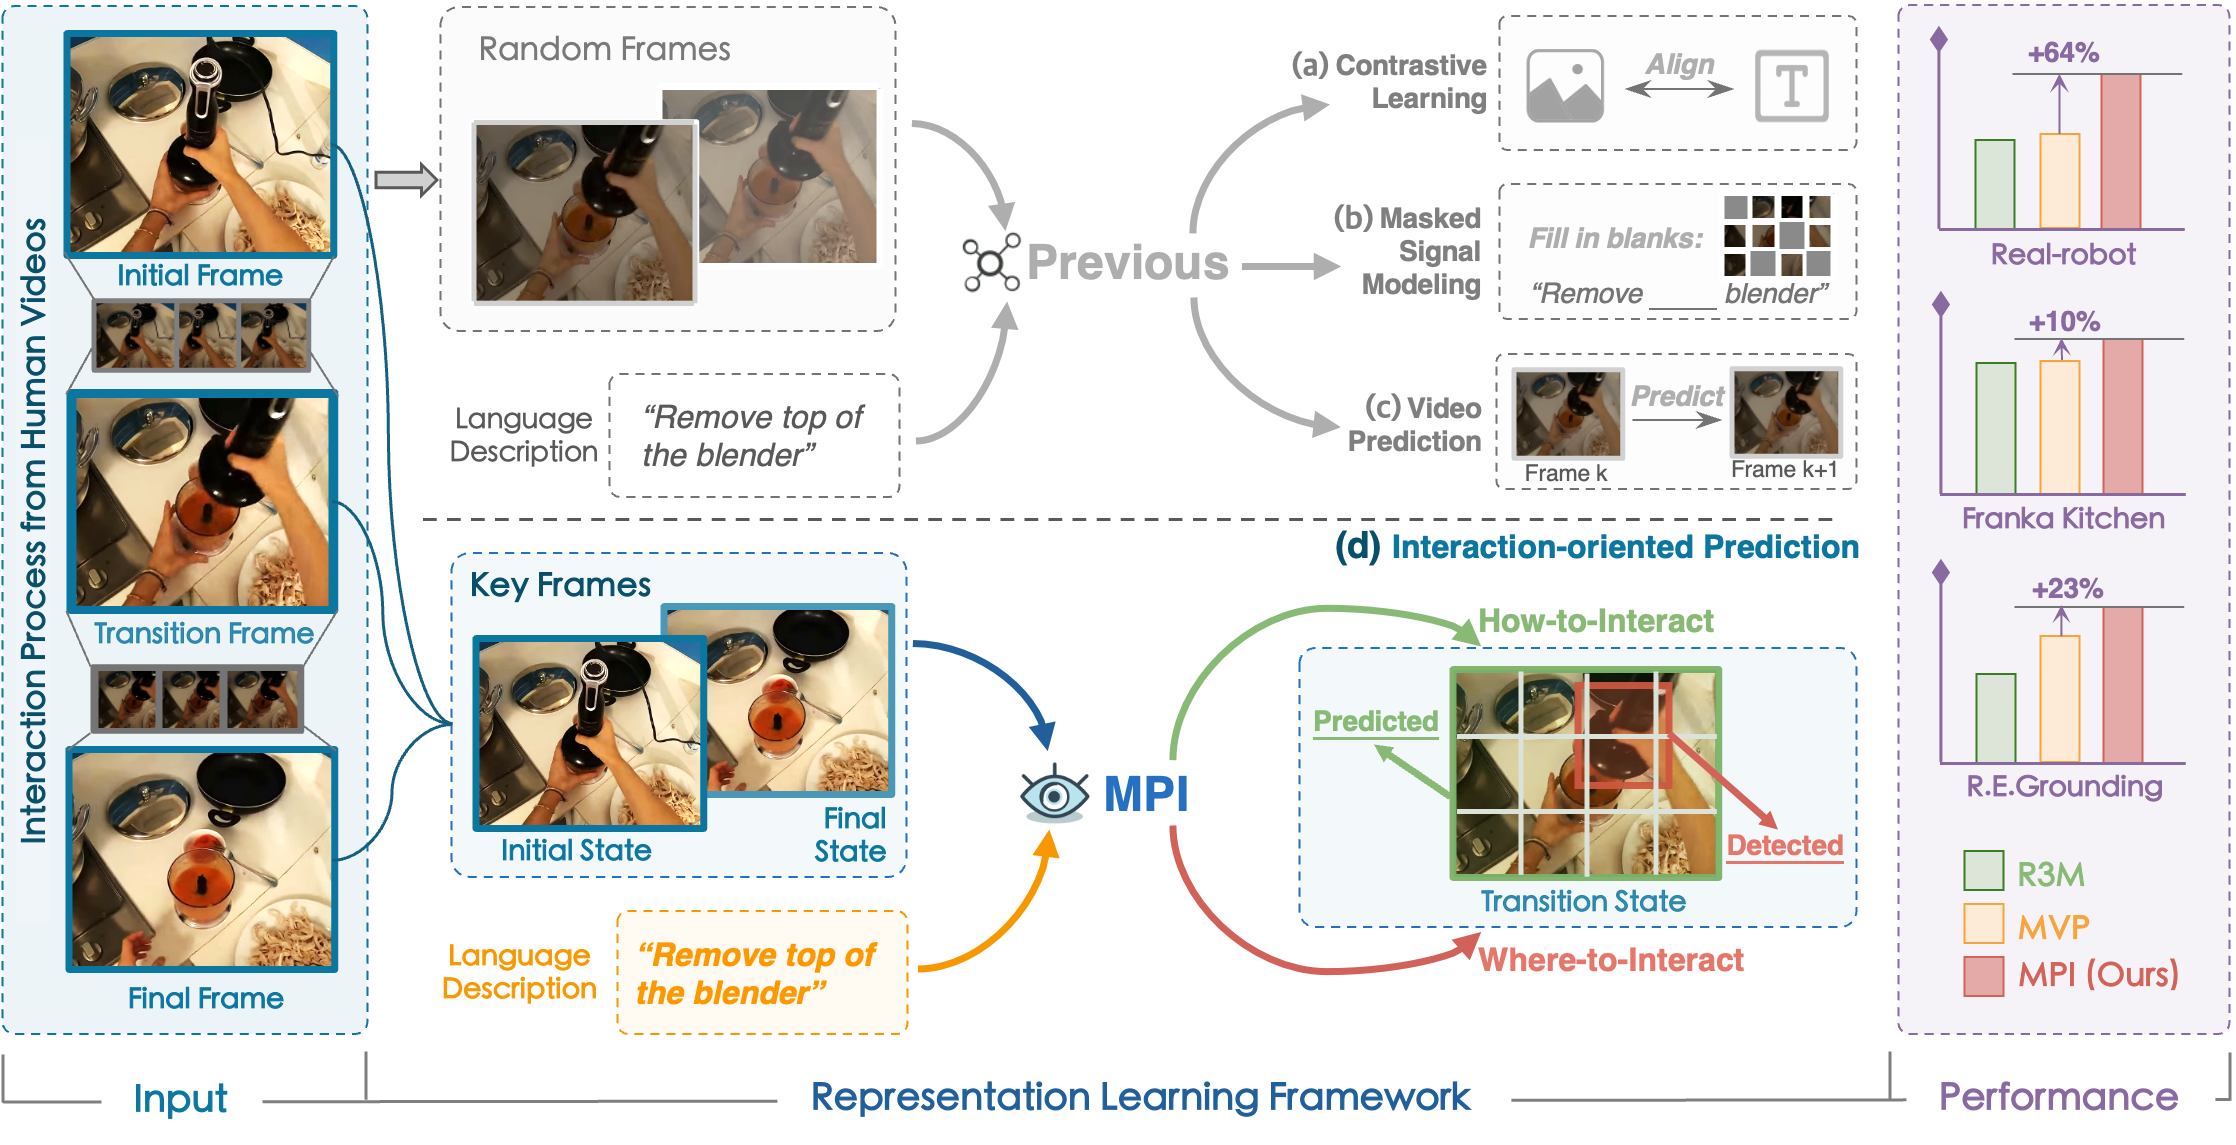 Interaction Process from Human Videos
Initial Frame
Transition Frame
Final Frame
Random Frames
Language
Description
“Remove top of
the blender”
Previous
(a) Contrastive
Learning
Align
T
(b) Masked
Signal
Modeling
Fill in blanks:
“Remove _____ blender”
(c) Video
Prediction
Predict
Frame k
Frame k+1
(d) Interaction-oriented Prediction
Key Frames
Initial State
Final
State
Language
Description
“Remove top of
the blender”
MPI
How-to-Interact
Predicted
Detected
Transition State
Where-to-Interact
+64%
Real-robot
+10%
Franka Kitchen
+23%
R.E.Grounding
R3M
MVP
MPI (Ours)
Input
Representation Learning Framework
Performance